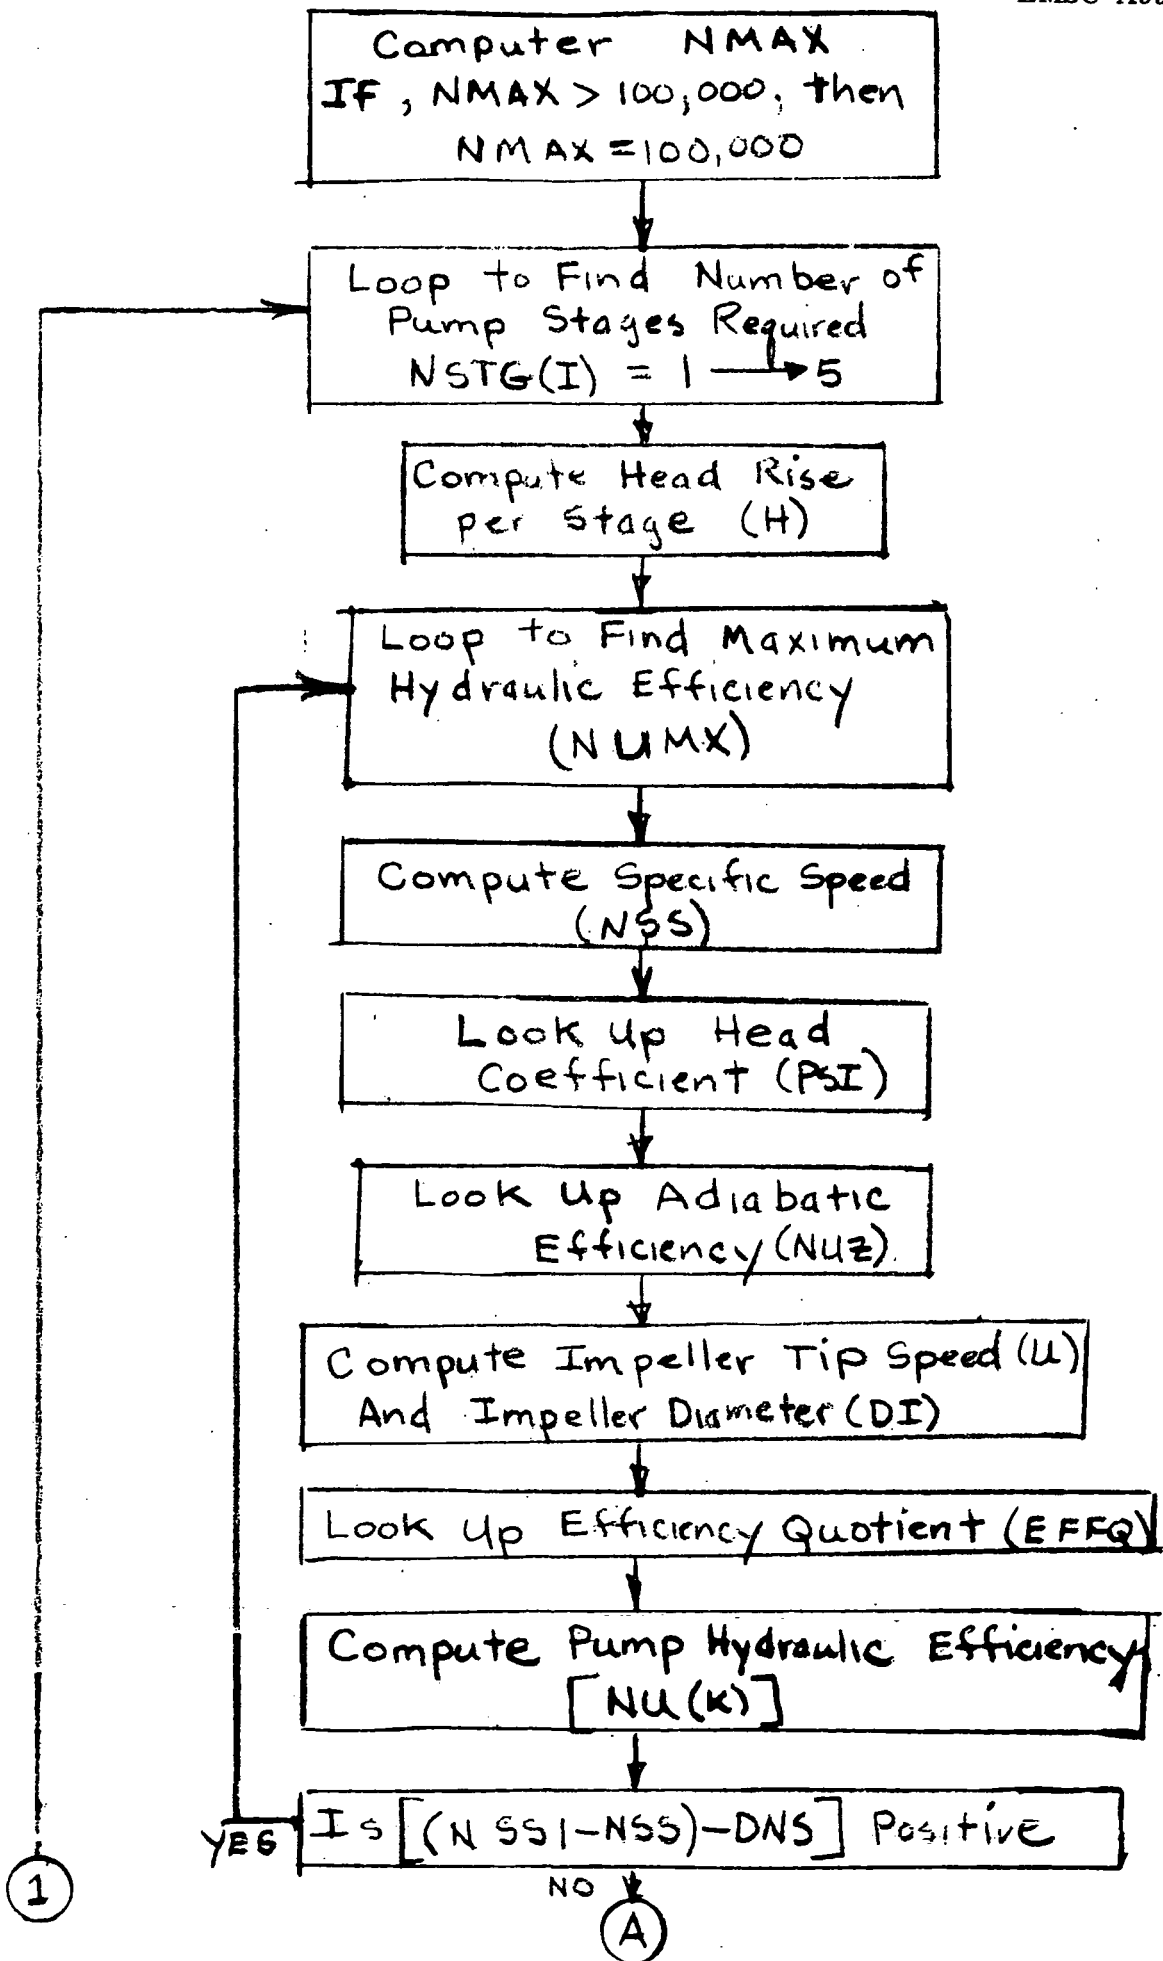 Computer NMAX
IF, NMAX > 100,000, then
NMAX = 100,000
Loop to Find Number of
Pump Stages Required
NSTG(I) = 1 → 5
Compute Head Rise
per Stage (H)
Loop to Find Maximum
Hydraulic Efficiency
(NUMX)
Compute Specific Speed
(NSS)
Look Up Head
Coefficient (PSI)
Look Up Adiabatic
Efficiency (NUZ)
Compute Impeller Tip Speed (U)
And Impeller Diameter (DI)
Look Up Efficiency Quotient (EFFQ)
Compute Pump Hydraulic Efficiency
[NU(K)]
Is [(NSS1-NSS)-DNS] Positive
YES
NO
1
A